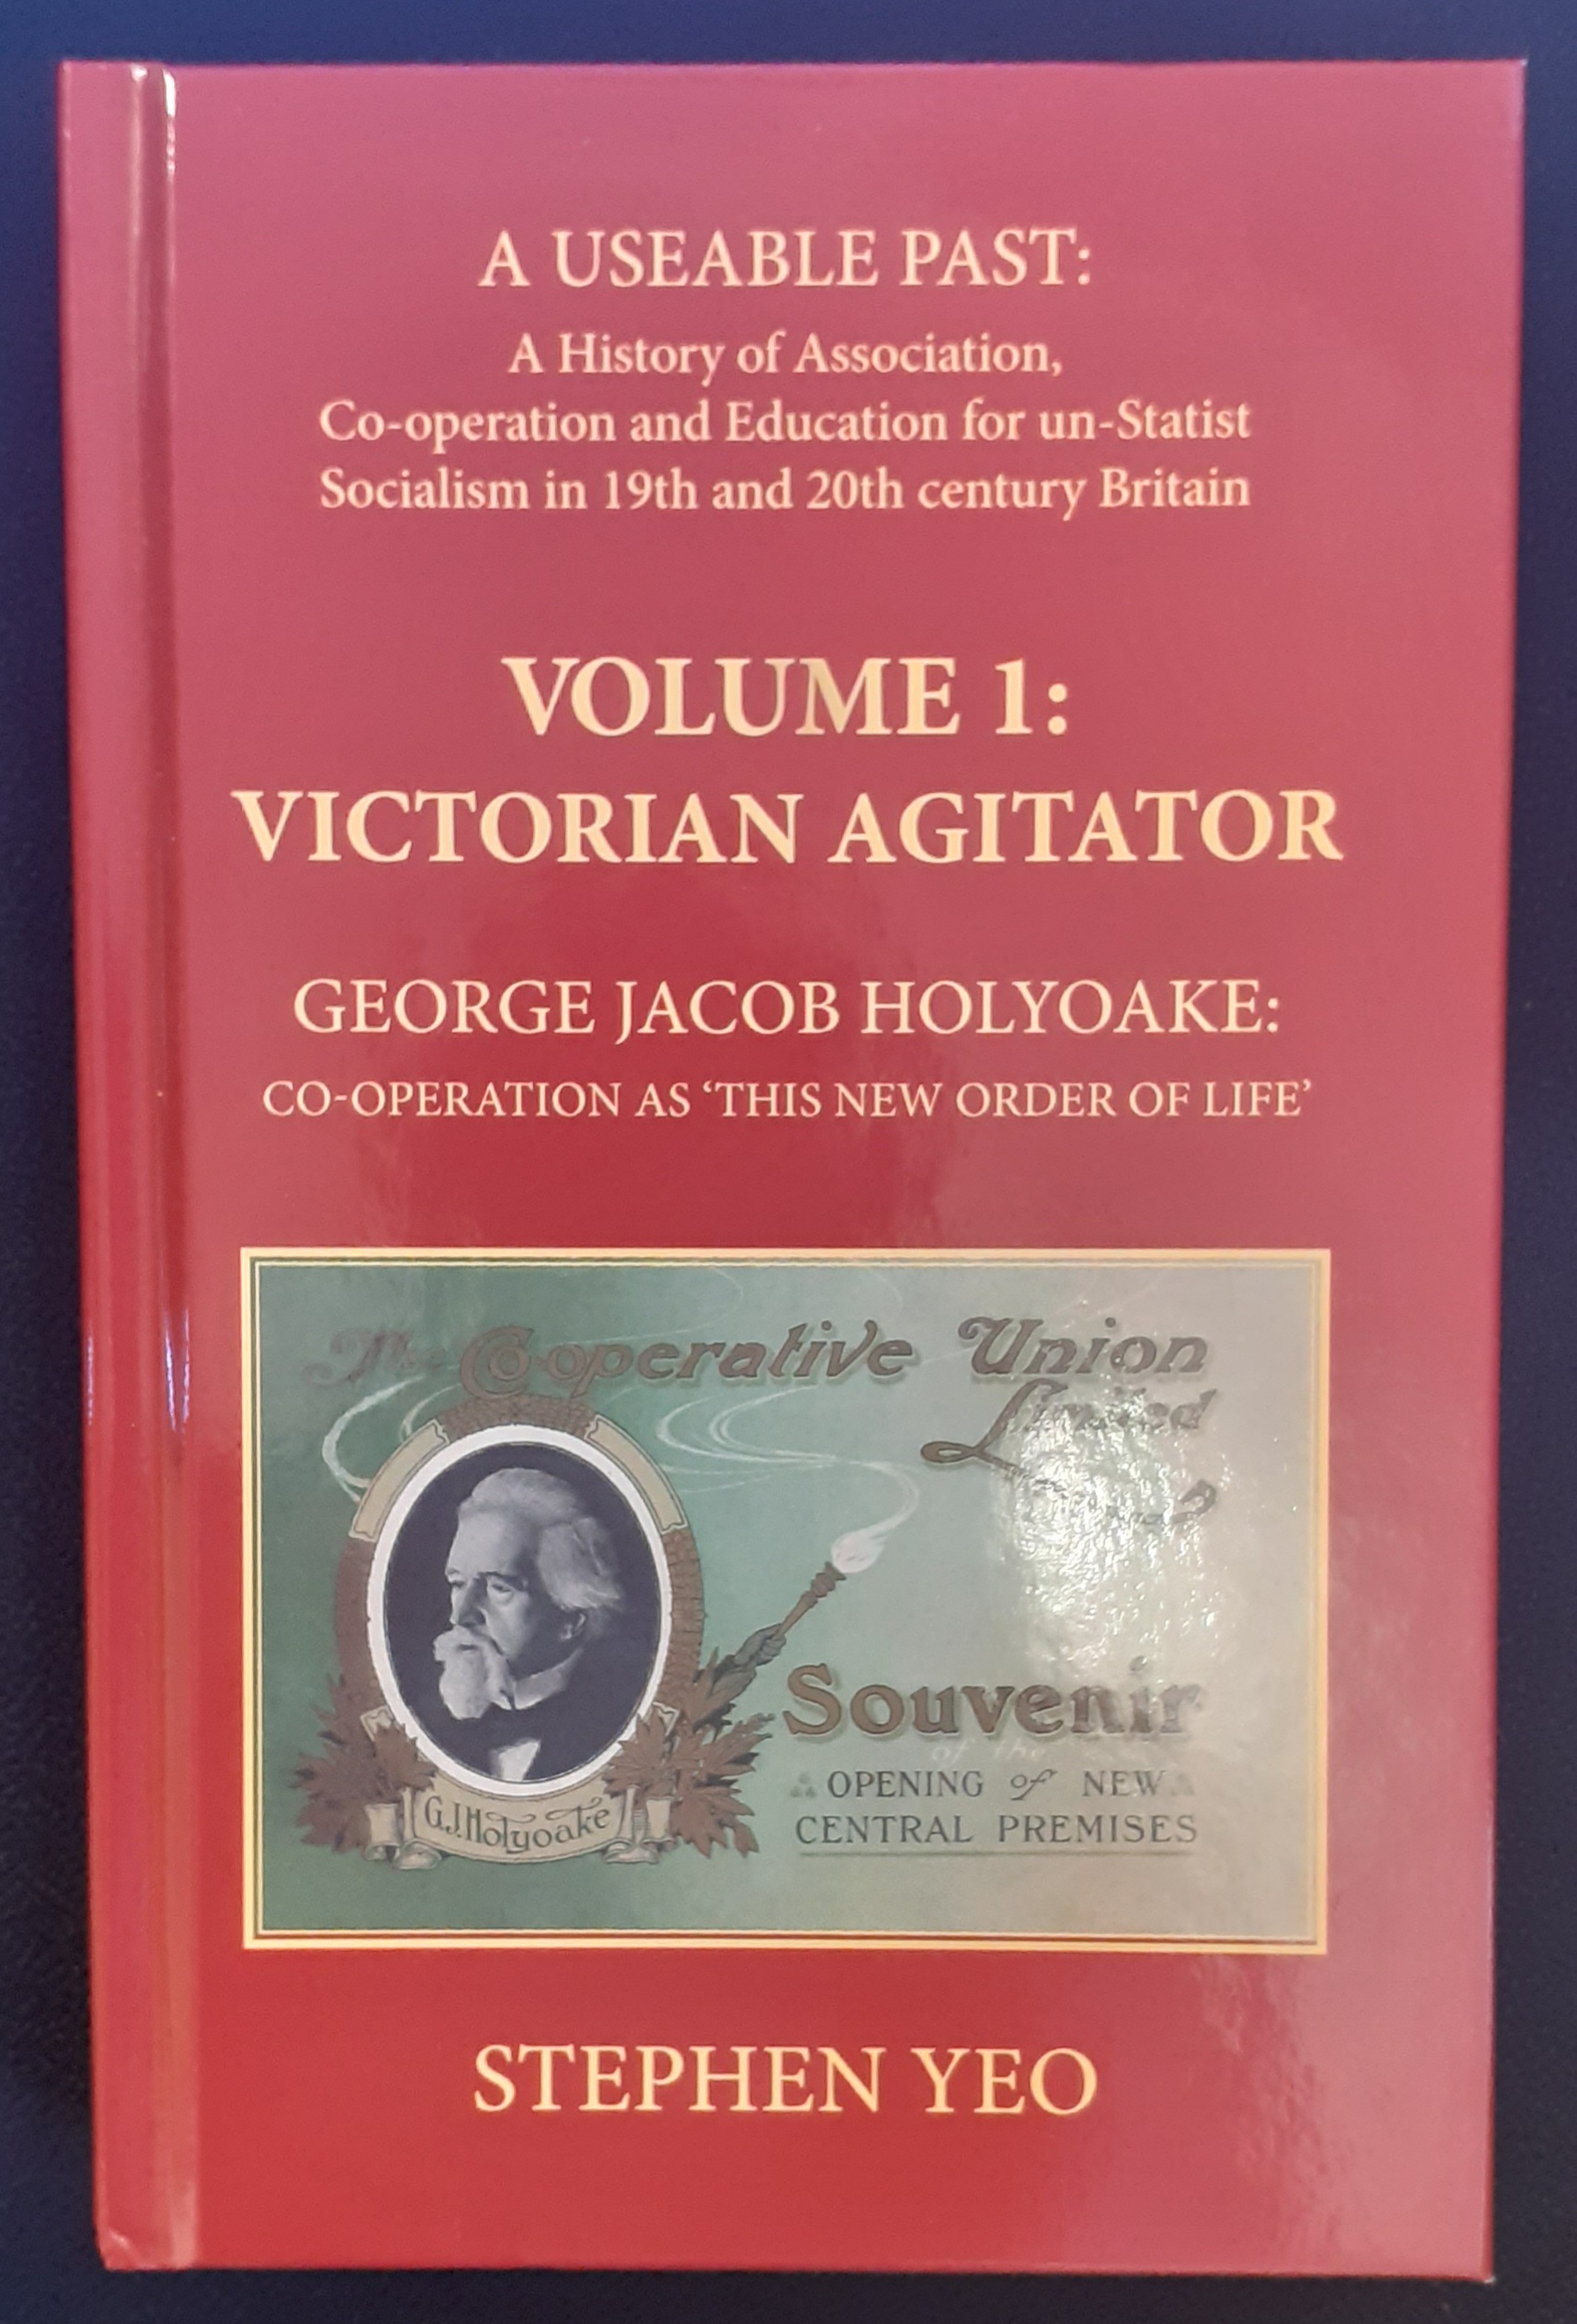 A USEABLE PAST:
A History of Association,
Co-operation and Education for un-Statist
Socialism in 19th and 20th century Britain
VOLUME 1:
VICTORIAN AGITATOR
GEORGE JACOB HOLYOAKE:
CO-OPERATION AS ‘THIS NEW ORDER OF LIFE’
The Co-operative Union
Limited
G.J.Holyoake
Souvenir
of the
OPENING of NEW
CENTRAL PREMISES
STEPHEN YEO